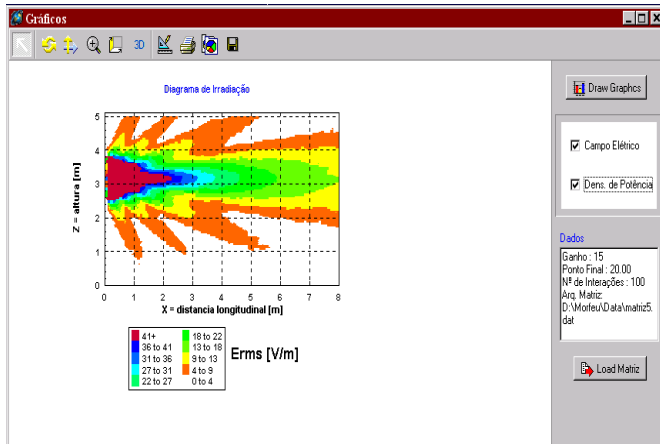 Gráficos
3D
Diagrama de Irradiação
Z = altura [m]
5
4
3
2
1
0
0 1 2 3 4 5 6 7 8
X = distancia longitudinal [m]
41+
36 to 41
31 to 36
27 to 31
22 to 27
18 to 22
13 to 18
9 to 13
4 to 9
0 to 4
Erms [V/m]
Draw Graphcs
Campo Elétrico
Dens. de Potência
Dados
Ganho : 15
Ponto Final : 20.00
Nº de Interações : 100
Arq. Matriz:
D:\Morfeu\Data\matriz5.
dat
Load Matriz